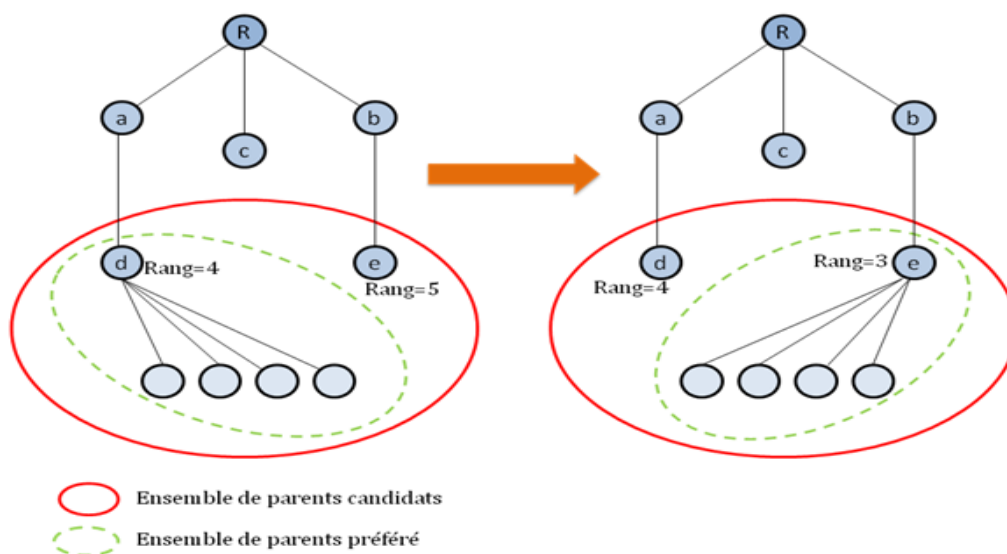 R
a
b
c
d
Rang=4
e
Rang=5
R
a
b
c
d
Rang=4
Rang=3
e
Ensemble de parents candidats
Ensemble de parents préféré